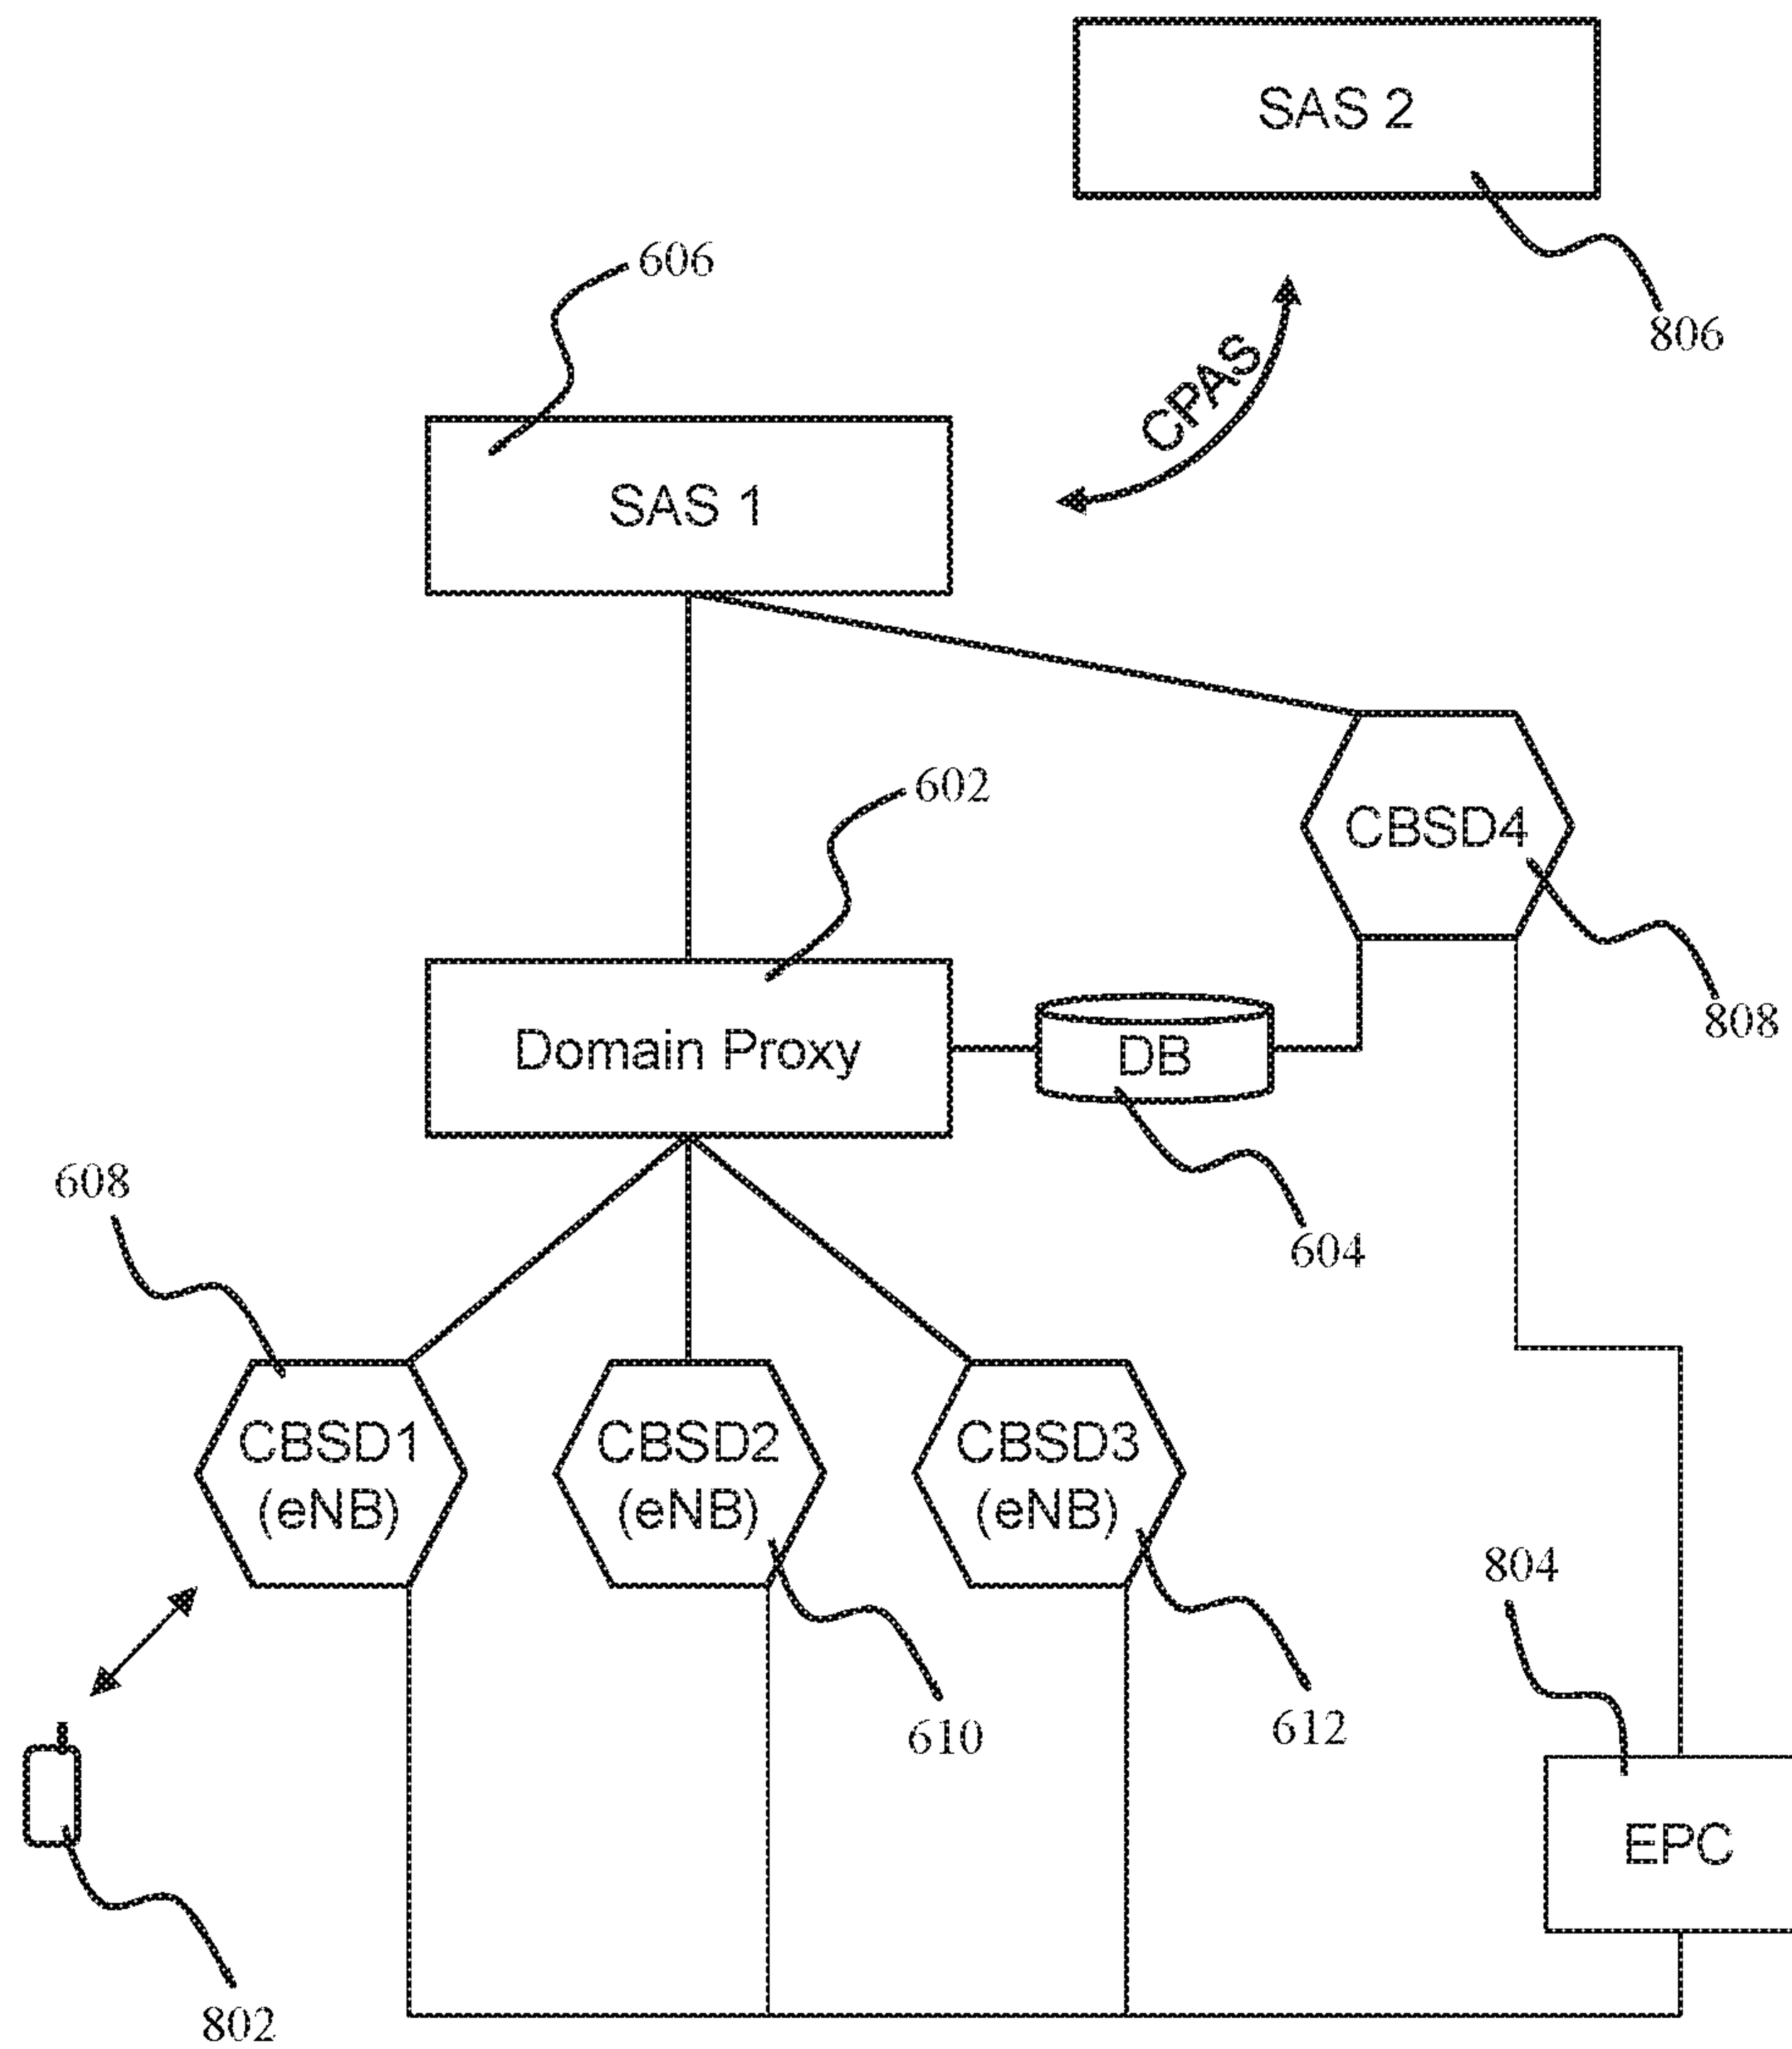 SAS 2
606
806
CPAS
SAS 1
602
CBSD4
808
Domain Proxy
DB
608
604
CBSD1
(eNB)
CBSD2
(eNB)
CBSD3
(eNB)
804
610
612
EPC
802